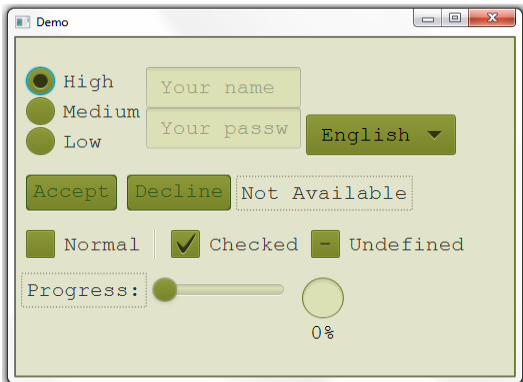 Demo
High
Your name
Medium
Your passw
English
Low
Accept
Decline
Not Available
Normal
Checked
Undefined
Progress:
0%